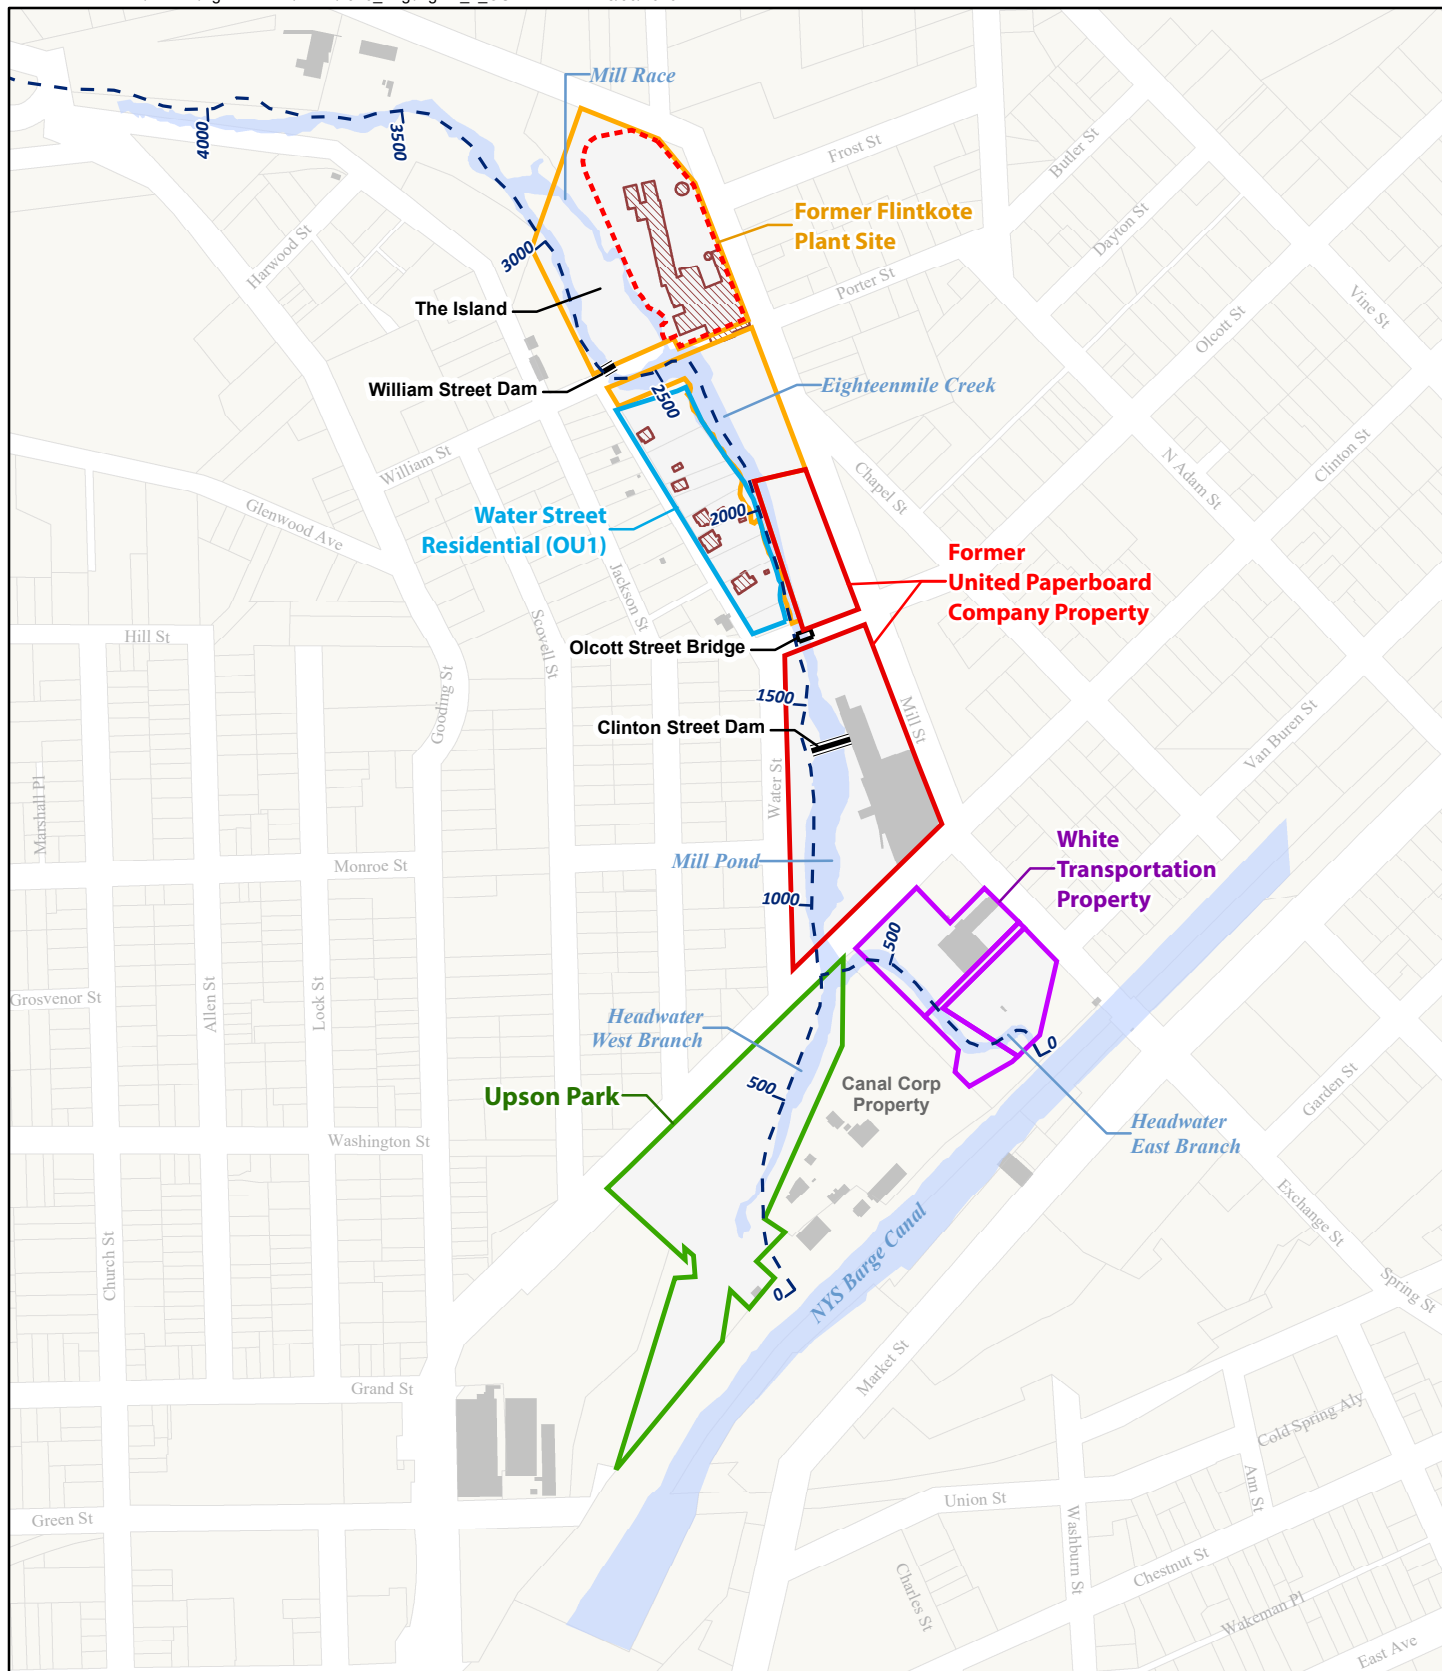 Mill Race
4000
3500
Frost St
Butler St
Former Flintkote
Plant Site
Dayton St
Harwood St
3000
Porter St
Vine St
The Island
Olcott St
William Street Dam
2500
Eighteenmile Creek
William St
Clinton St
N Adam St
Chapel St
Glenwood Ave
Water Street
Residential (OU1)
2000
Former
United Paperboard
Company Property
Jackson St
Scovell St
Hill St
Olcott Street Bridge
Gooding St
1500
Mill St
Clinton Street Dam
Van Buren St
Water St
Marshall Pl
White
Transportation
Property
Mill Pond
Monroe St
1000
500
Allen St
Lock St
Grosvenor St
Headwater
West Branch
0
500
Canal Corp
Property
Upson Park
Garden St
Headwater
East Branch
Washington St
Church St
Exchange St
NYS Barge Canal
0
Spring St
Market St
Grand St
Cold Spring Aly
Ann St
Union St
Green St
Washburn St
Chestnut St
Charles St
Wakeman Pl
East Ave